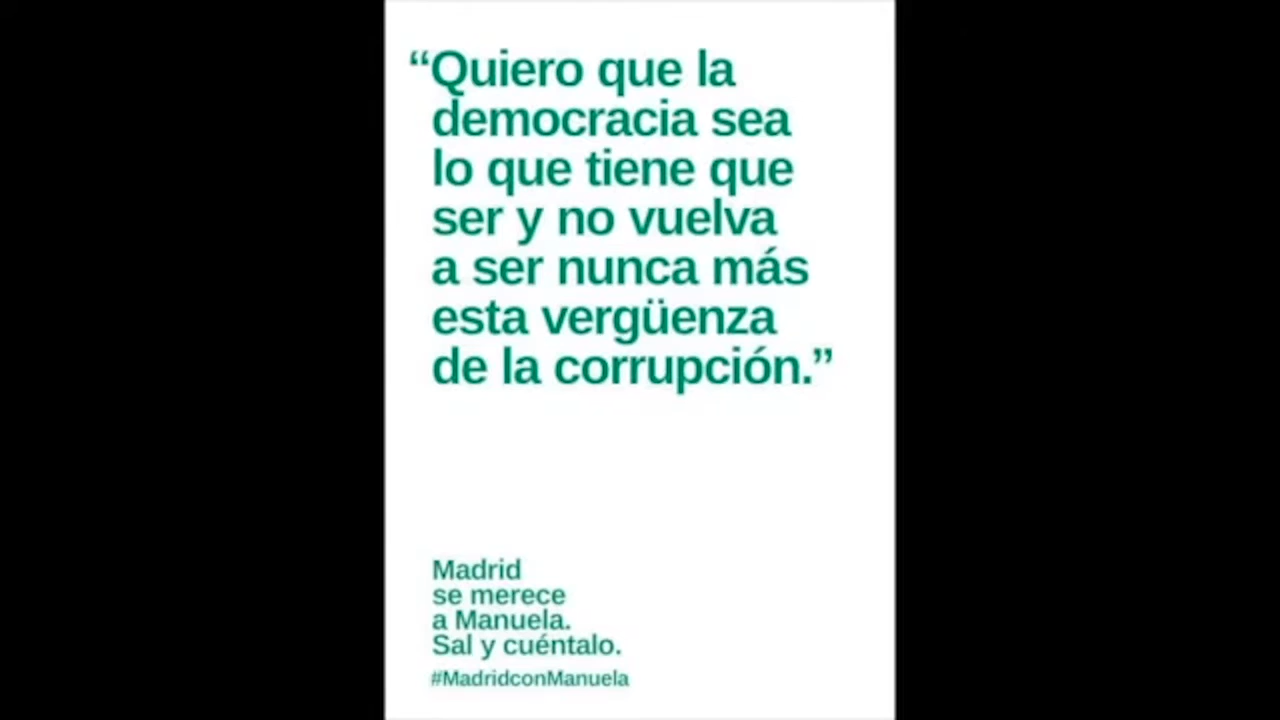 “Quiero que la
democracia sea
lo que tiene que
ser y no vuelva
a ser nunca más
esta vergüenza
de la corrupción.”
Madrid
se merece
a Manuela.
Sal y cuéntalo.
#MadridconManuela